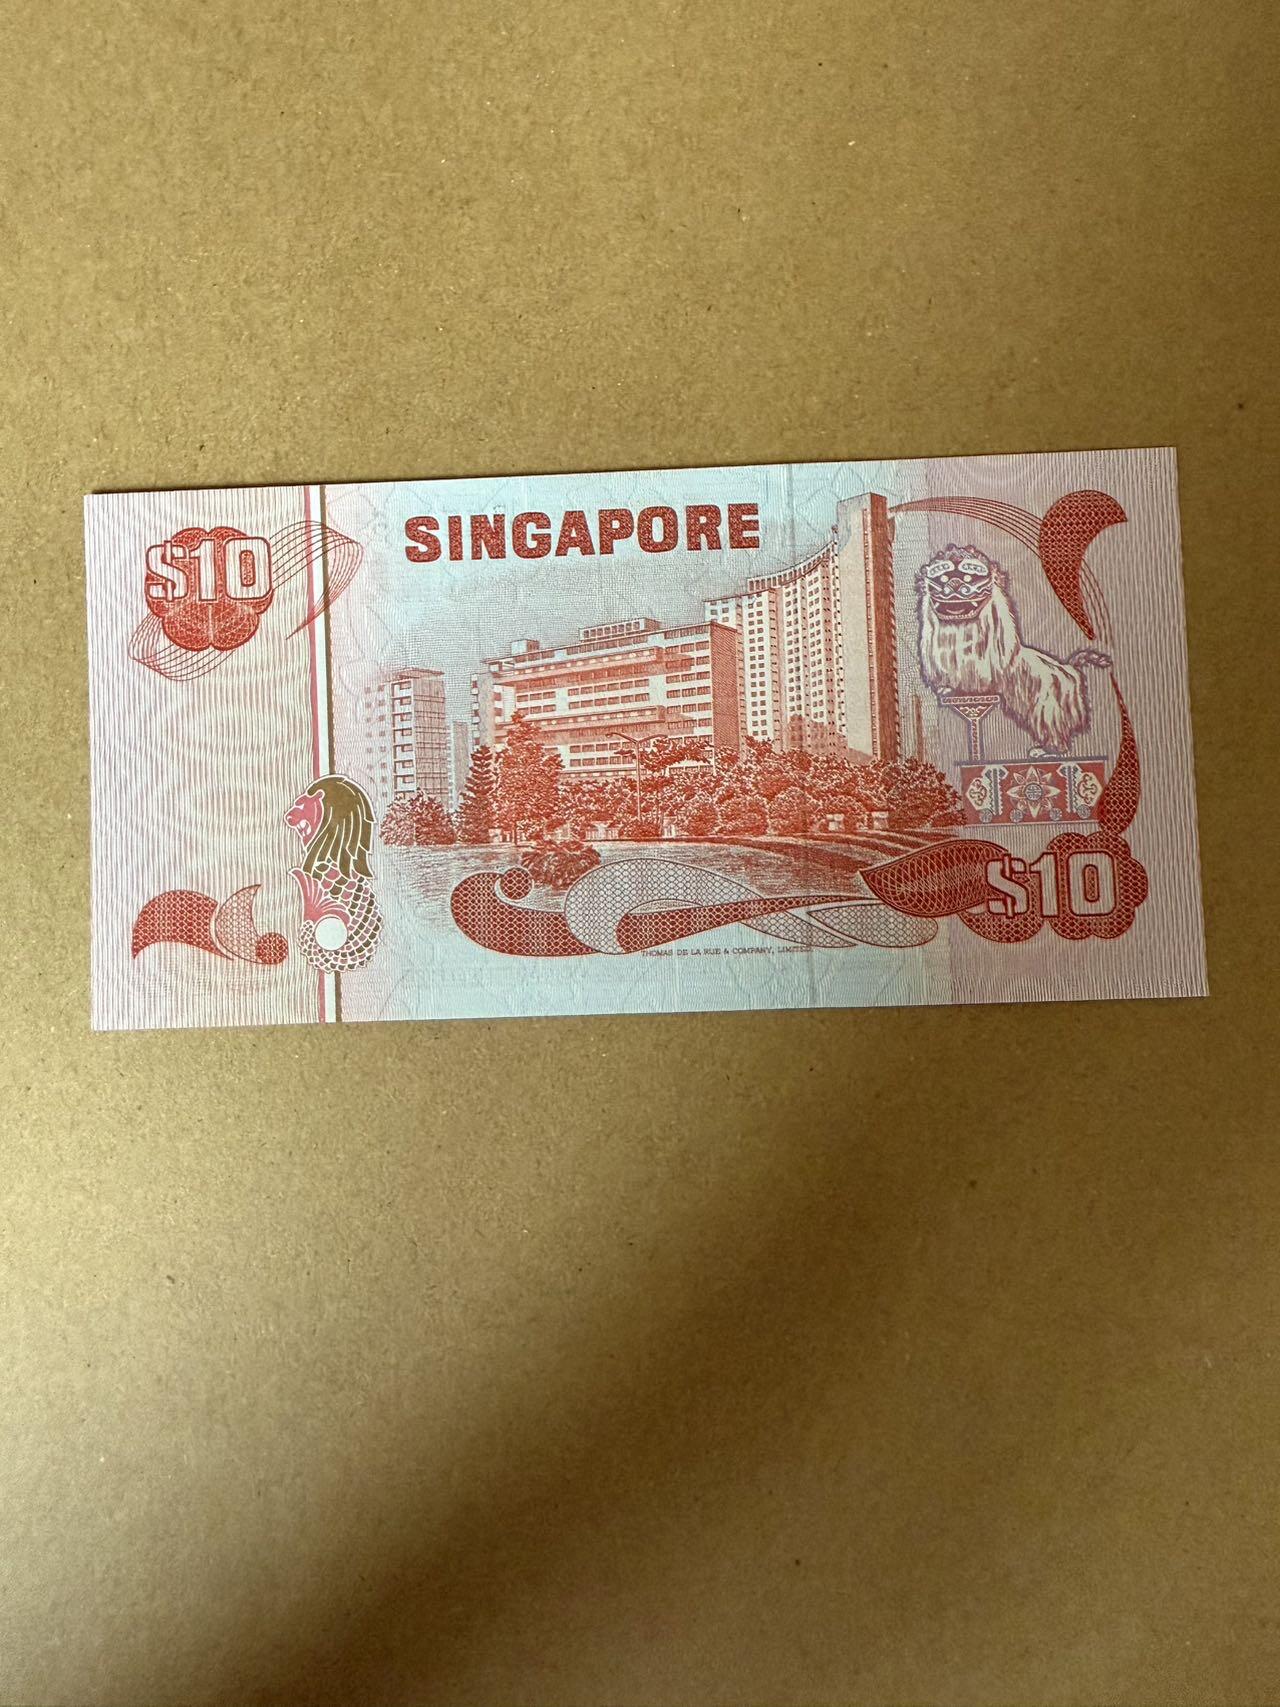 $10
SINGAPORE
$10
THOMAS DE LA RUE & COMPANY, LIMITED